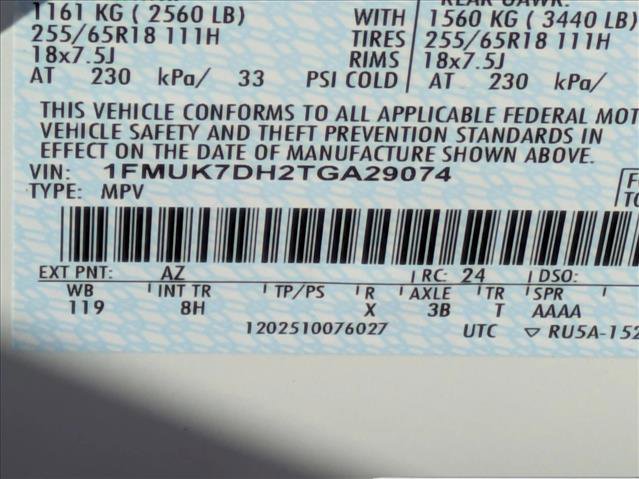 1161 KG ( 2560 LB) WITH 1560 KG ( 3440 LB)
255/65R18 111H TIRES 255/65R18 111H
18x7.5J RIMS 18x7.5J
AT 230 kPa/ 33 PSI COLD AT 230 kPa/
THIS VEHICLE CONFORMS TO ALL APPLICABLE FEDERAL MOT
VEHICLE SAFETY AND THEFT PREVENTION STANDARDS IN
EFFECT ON THE DATE OF MANUFACTURE SHOWN ABOVE.
VIN: 1FMUK7DH2TGA29074
TYPE: MPV
EXT PNT: AZ RC: 24 DSO:
WB INT TR TP/PS R AXLE TR SPR
119 8H X 3B T AAAA
1202510076027 UTC ▽ RU5A-152